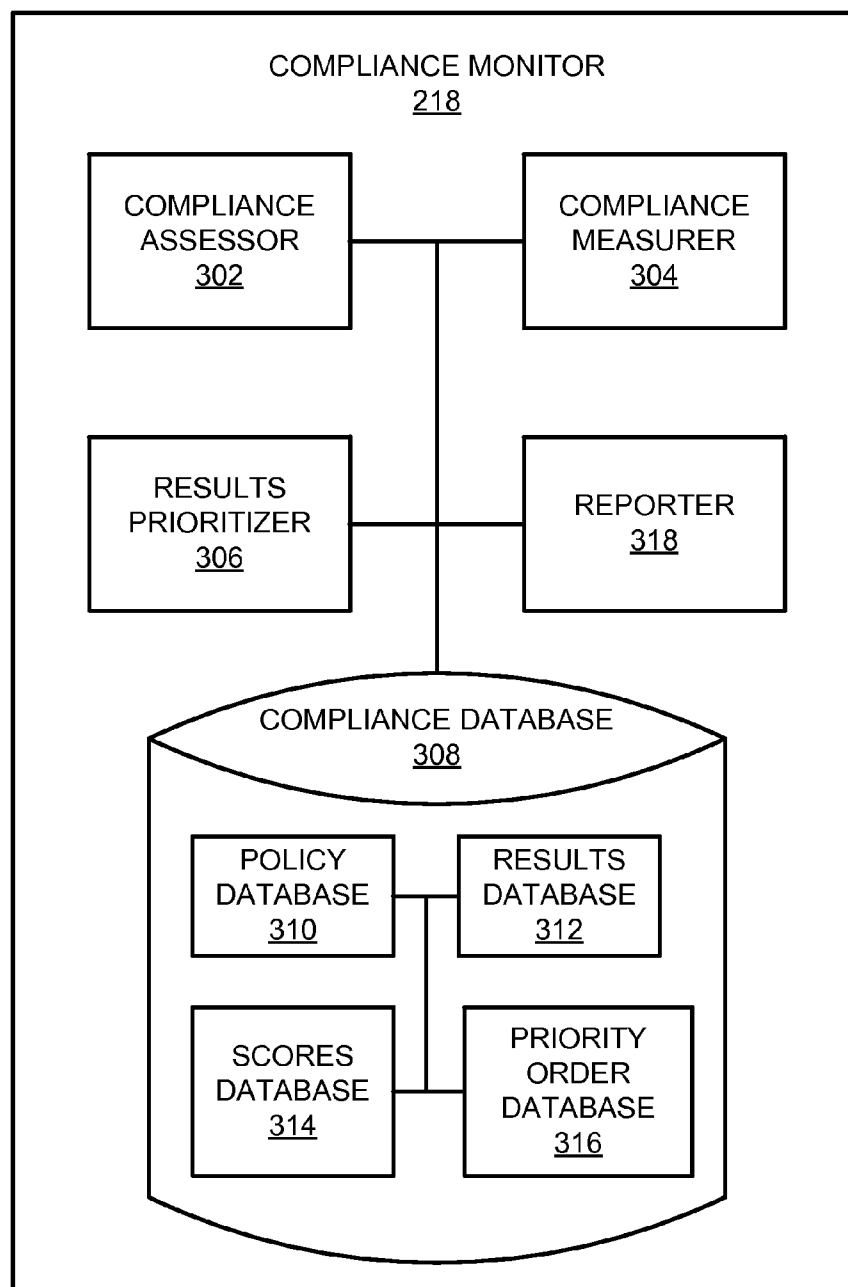 COMPLIANCE MONITOR
218
COMPLIANCE
ASSESSOR
302
COMPLIANCE
MEASURER
304
RESULTS
PRIORITIZER
306
REPORTER
318
COMPLIANCE DATABASE
308
POLICY
DATABASE
310
RESULTS
DATABASE
312
SCORES
DATABASE
314
PRIORITY
ORDER
DATABASE
316